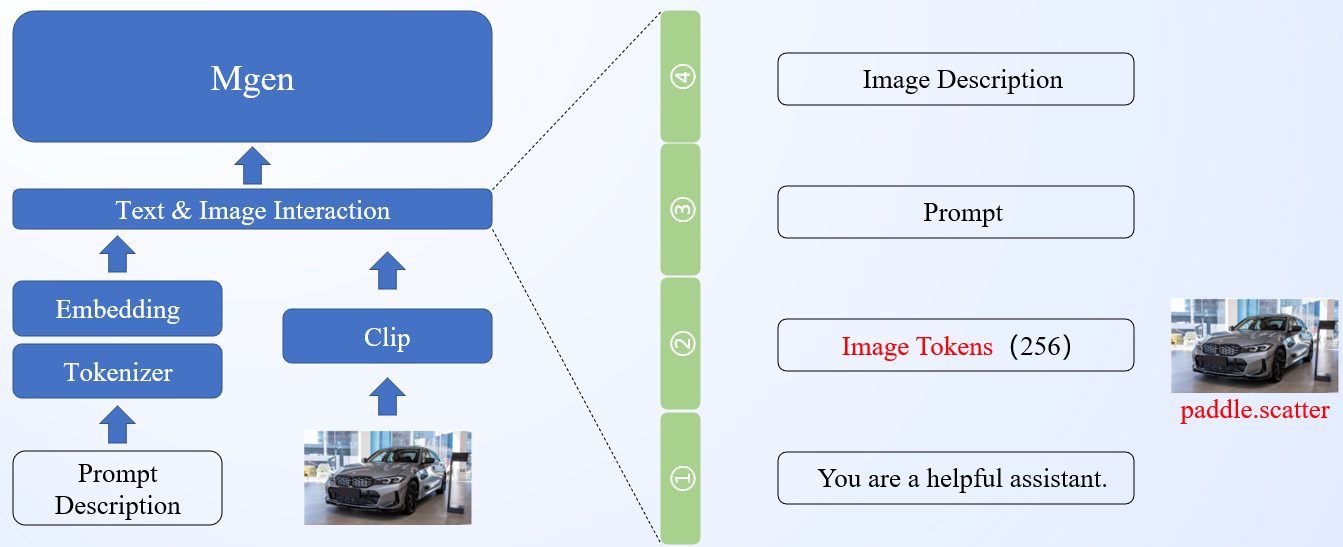 Mgen
Text & Image Interaction
Embedding
Tokenizer
Prompt
Description
Clip
④
③
②
①
Image Description
Prompt
Image Tokens（256）
paddle.scatter
You are a helpful assistant.